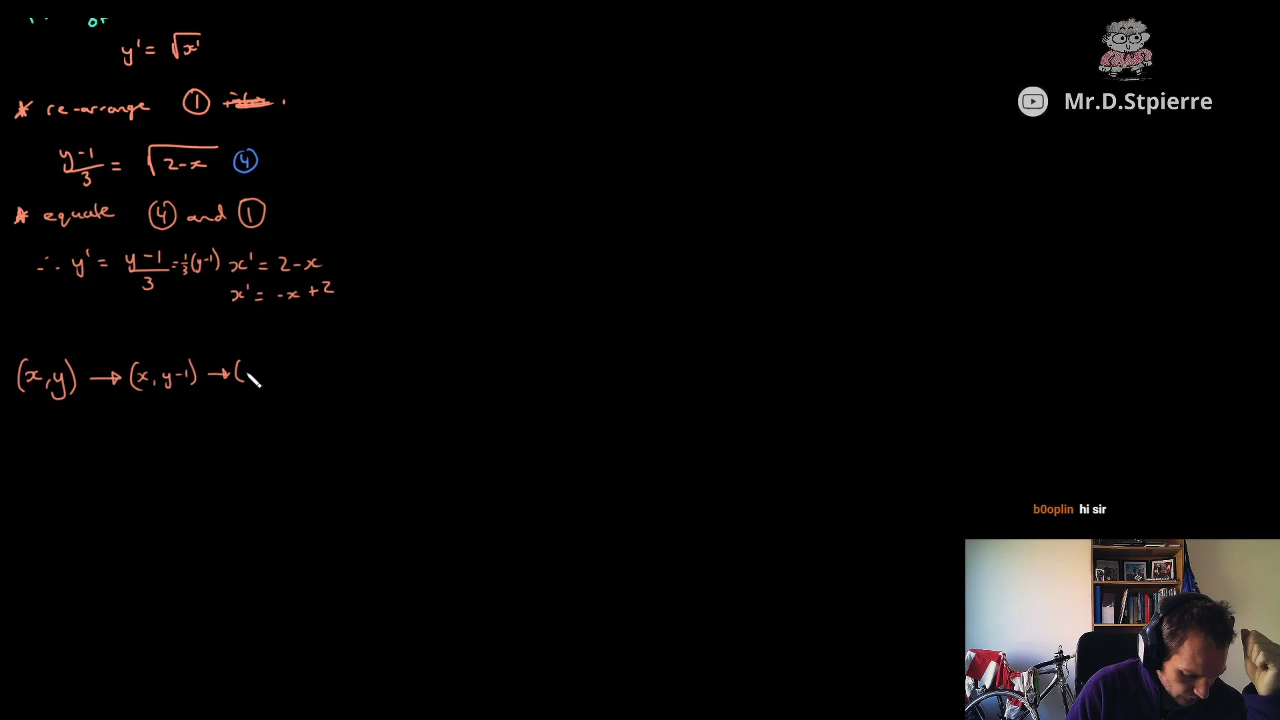 y' = √x'
* re-arrange ①
(y-1)/3 = √(2-x) ④
* equate ④ and ①
∴ y' = (y-1)/3 = 1/3(y-1) x' = 2-x
x' = -x+2
(x,y) → (x, y-1) → (
Mr.D.Stpierre
b0oplin hi sir